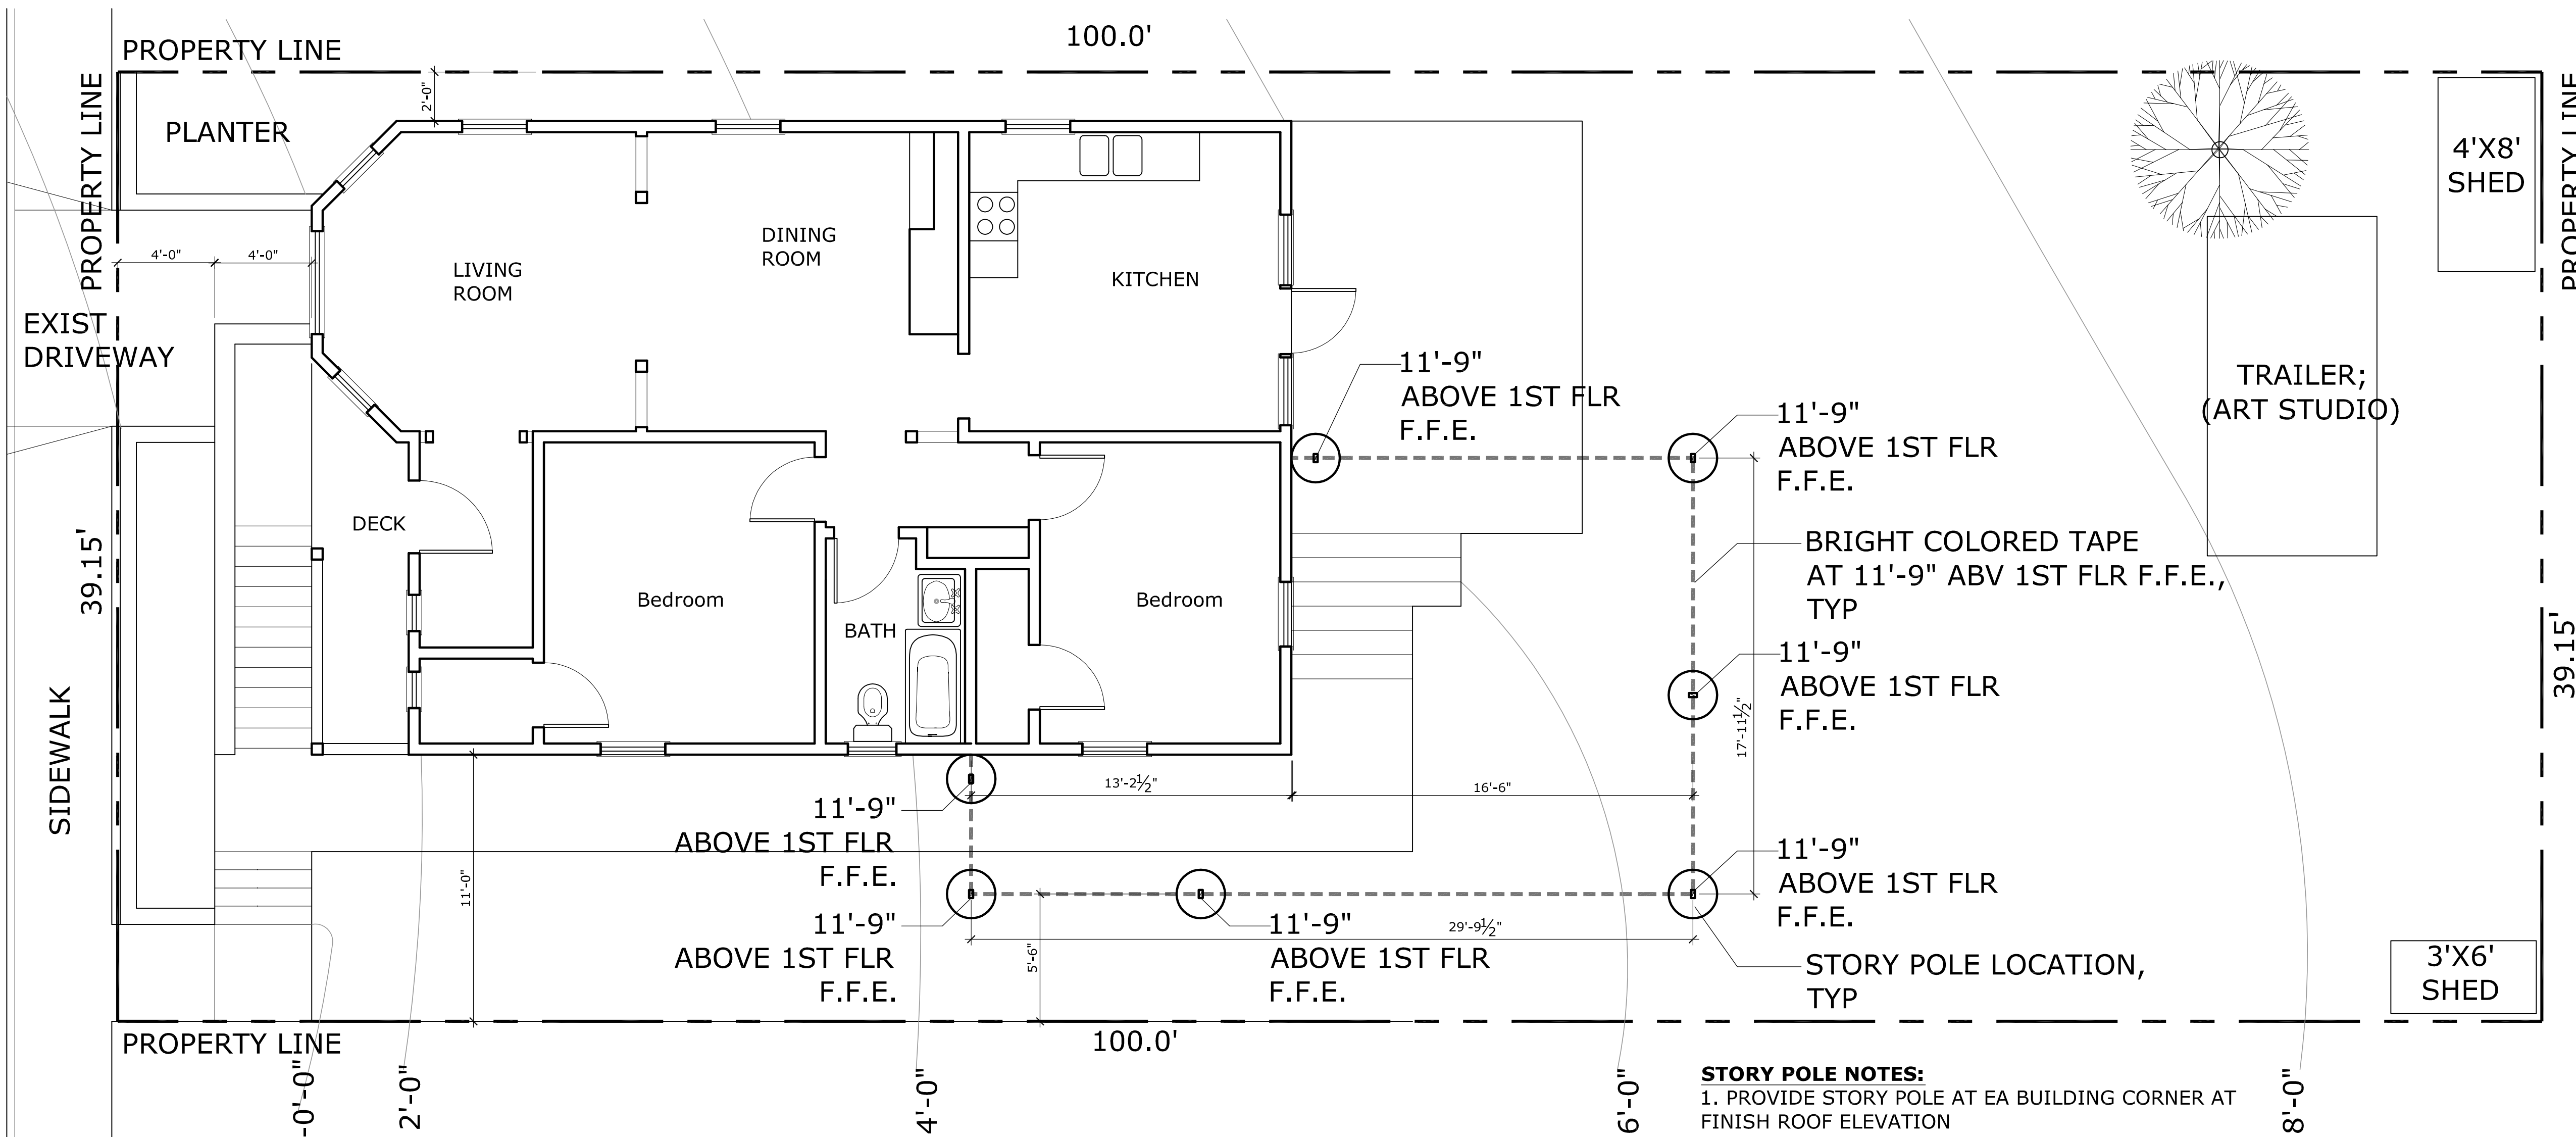 PROPERTY LINE
100.0'
PROPERTY LINE
PROPERTY LINE
2'-0"
PLANTER
4'X8'
SHED
DINING
ROOM
4'-0"
4'-0"
LIVING
ROOM
KITCHEN
EXIST
DRIVEWAY
11'-9"
ABOVE 1ST FLR
F.F.E.
TRAILER;
(ART STUDIO)
11'-9"
ABOVE 1ST FLR
F.F.E.
DECK
39.15'
BRIGHT COLORED TAPE
AT 11'-9" ABV 1ST FLR F.F.E.,
TYP
Bedroom
BATH
Bedroom
39.15'
11'-9"
ABOVE 1ST FLR
F.F.E.
17'-11½"
SIDEWALK
13'-2½"
16'-6"
11'-9"
ABOVE 1ST FLR
F.F.E.
11'-0"
11'-9"
ABOVE 1ST FLR
F.F.E.
11'-9"
ABOVE 1ST FLR
F.F.E.
11'-9"
ABOVE 1ST FLR
F.F.E.
29'-9½"
5'-6"
STORY POLE LOCATION,
TYP
3'X6'
SHED
PROPERTY LINE
100.0'
-0'-0"
2'-0"
4'-0"
6'-0"
8'-0"
STORY POLE NOTES:
1. PROVIDE STORY POLE AT EA BUILDING CORNER AT
FINISH ROOF ELEVATION